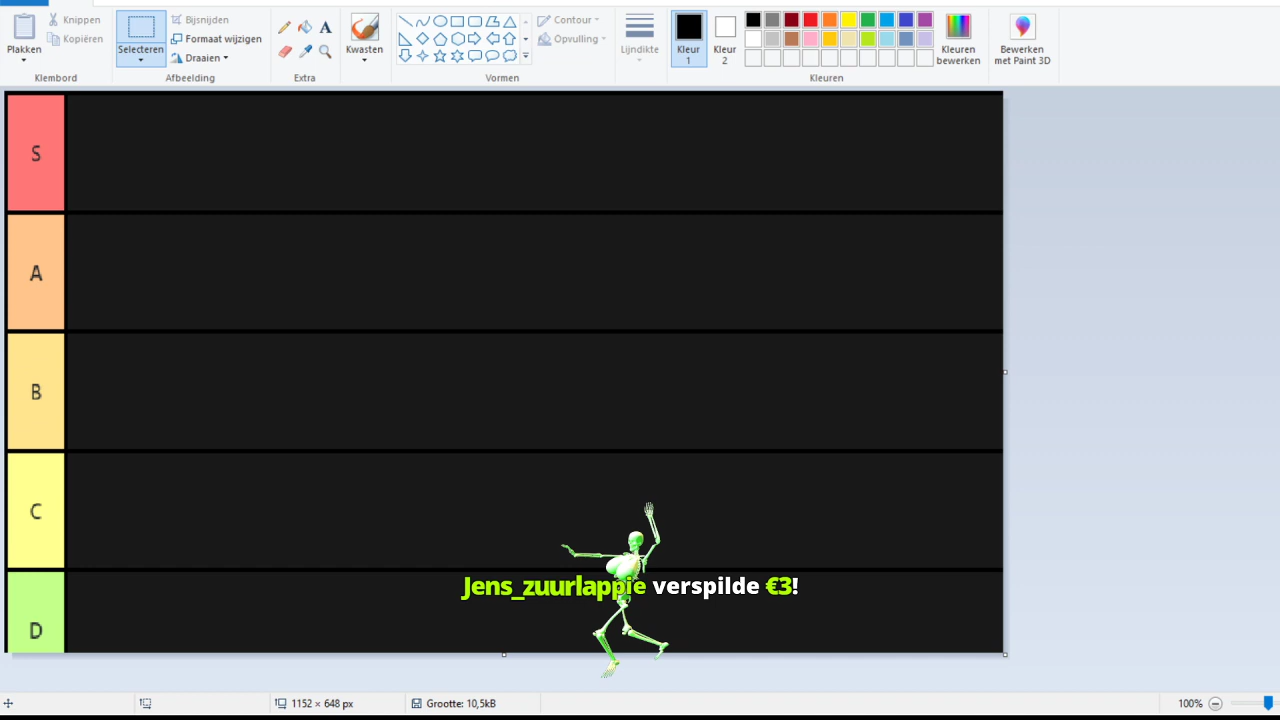 Plakken
Knippen
Kopiëren
Klembord
Selecteren
Bijsnijden
Formaat wijzigen
Draaien
Afbeelding
A
Extra
Kwasten
Vormen
Contour
Opvulling
Lijndikte
Kleur 1
Kleur 2
Kleuren
Kleuren bewerken
Bewerken met Paint 3D
S
A
B
C
D
Jens_zuurlappie verspilde €3!
1152 × 648 px
Grootte: 10,5kB
100%